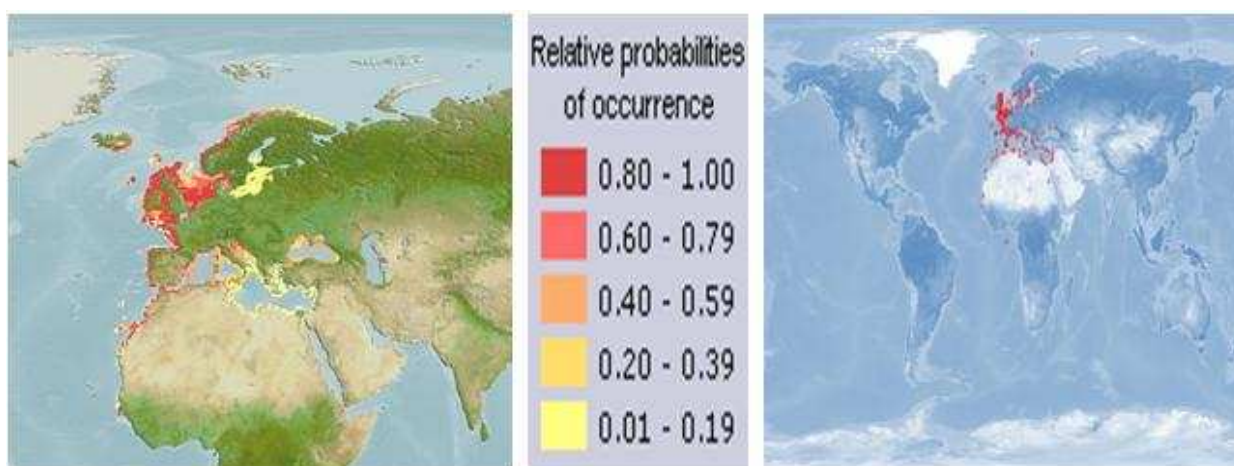 Relative probabilities
of occurrence
0.80 - 1.00
0.60 - 0.79
0.40 - 0.59
0.20 - 0.39
0.01 - 0.19